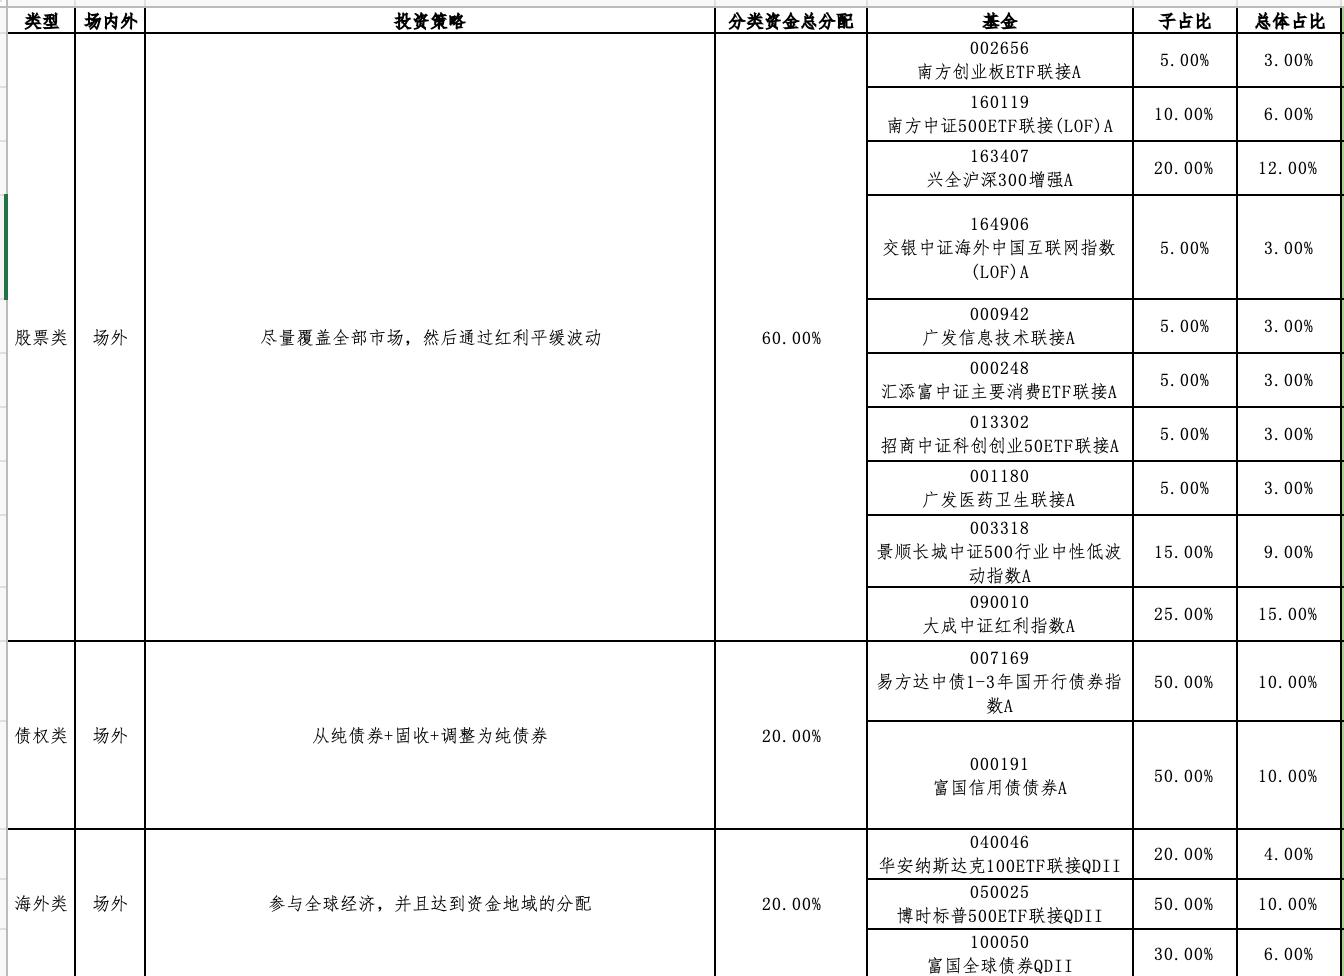 类型 场内外 投资策略 分类资金总分配 基金 子占比 总体占比
股票类 场外 尽量覆盖全部市场，然后通过红利平缓波动 60.00%
002656
南方创业板ETF联接A
5.00% 3.00%
160119
南方中证500ETF联接(LOF)A
10.00% 6.00%
163407
兴全沪深300增强A
20.00% 12.00%
164906
交银中证海外中国互联网指数
(LOF)A
5.00% 3.00%
000942
广发信息技术联接A
5.00% 3.00%
000248
汇添富中证主要消费ETF联接A
5.00% 3.00%
013302
招商中证科创创业50ETF联接A
5.00% 3.00%
001180
广发医药卫生联接A
5.00% 3.00%
003318
景顺长城中证500行业中性低波
动指数A
15.00% 9.00%
090010
大成中证红利指数A
25.00% 15.00%
债权类 场外 从纯债券+固收+调整为纯债券 20.00%
007169
易方达中债1-3年国开行债券指
数A
50.00% 10.00%
000191
富国信用债债券A
50.00% 10.00%
海外类 场外 参与全球经济，并且达到资金地域的分配 20.00%
040046
华安纳斯达克100ETF联接QDII
20.00% 4.00%
050025
博时标普500ETF联接QDII
50.00% 10.00%
100050
富国全球债券QDII
30.00% 6.00%